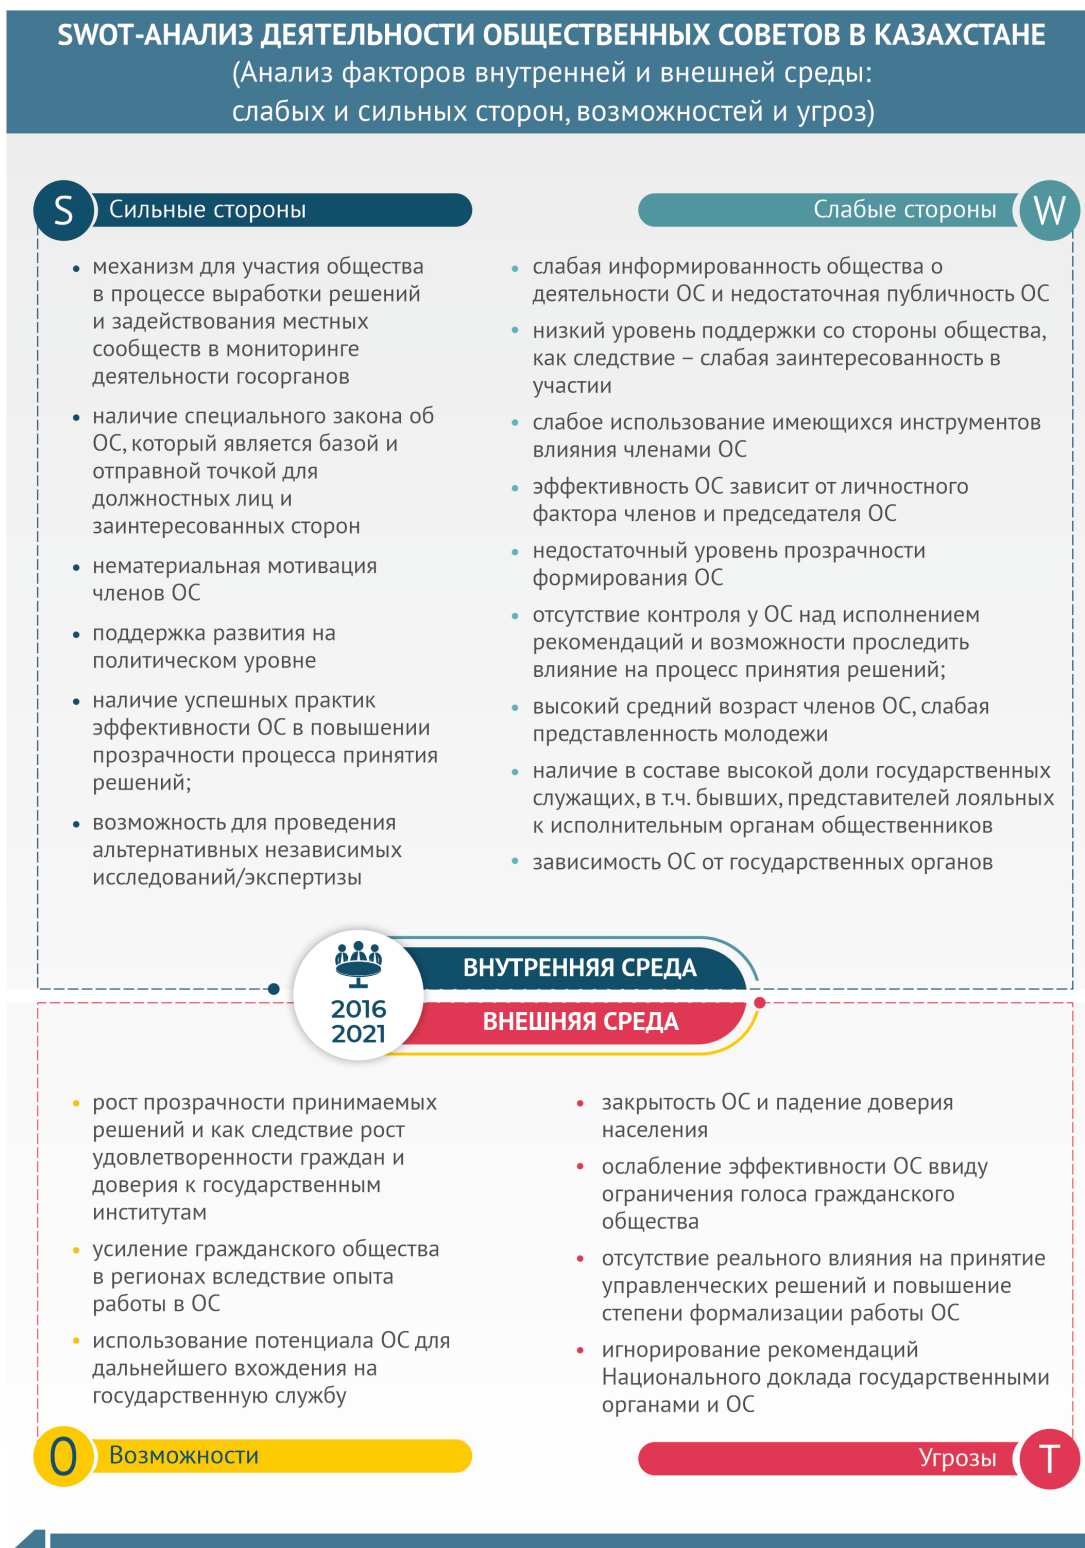 SWOT-АНАЛИЗ ДЕЯТЕЛЬНОСТИ ОБЩЕСТВЕННЫХ СОВЕТОВ В КАЗАХСТАНЕ
(Анализ факторов внутренней и внешней среды:
слабых и сильных сторон, возможностей и угроз)
S Сильные стороны
• механизм для участия общества
в процессе выработки решений
и задействования местных
сообществ в мониторинге
деятельности госорганов
• наличие специального закона об
ОС, который является базой и
отправной точкой для
должностных лиц и
заинтересованных сторон
• нематериальная мотивация
членов ОС
• поддержка развития на
политическом уровне
• наличие успешных практик
эффективности ОС в повышении
прозрачности процесса принятия
решений;
• возможность для проведения
альтернативных независимых
исследований/экспертизы
Слабые стороны W
• слабая информированность общества о
деятельности ОС и недостаточная публичность ОС
• низкий уровень поддержки со стороны общества,
как следствие – слабая заинтересованность в
участии
• слабое использование имеющихся инструментов
влияния членами ОС
• эффективность ОС зависит от личностного
фактора членов и председателя ОС
• недостаточный уровень прозрачности
формирования ОС
• отсутствие контроля у ОС над исполнением
рекомендаций и возможности проследить
влияние на процесс принятия решений;
• высокий средний возраст членов ОС, слабая
представленность молодежи
• наличие в составе высокой доли государственных
служащих, в т.ч. бывших, представителей лояльных
к исполнительным органам общественников
• зависимость ОС от государственных органов
ВНУТРЕННЯЯ СРЕДА
2016
2021
ВНЕШНЯЯ СРЕДА
• рост прозрачности принимаемых
решений и как следствие рост
удовлетворенности граждан и
доверия к государственным
институтам
• усиление гражданского общества
в регионах вследствие опыта
работы в ОС
• использование потенциала ОС для
дальнейшего вхождения на
государственную службу
O Возможности
• закрытость ОС и падение доверия
населения
• ослабление эффективности ОС ввиду
ограничения голоса гражданского
общества
• отсутствие реального влияния на принятие
управленческих решений и повышение
степени формализации работы ОС
• игнорирование рекомендаций
Национального доклада государственными
органами и ОС
Угрозы T